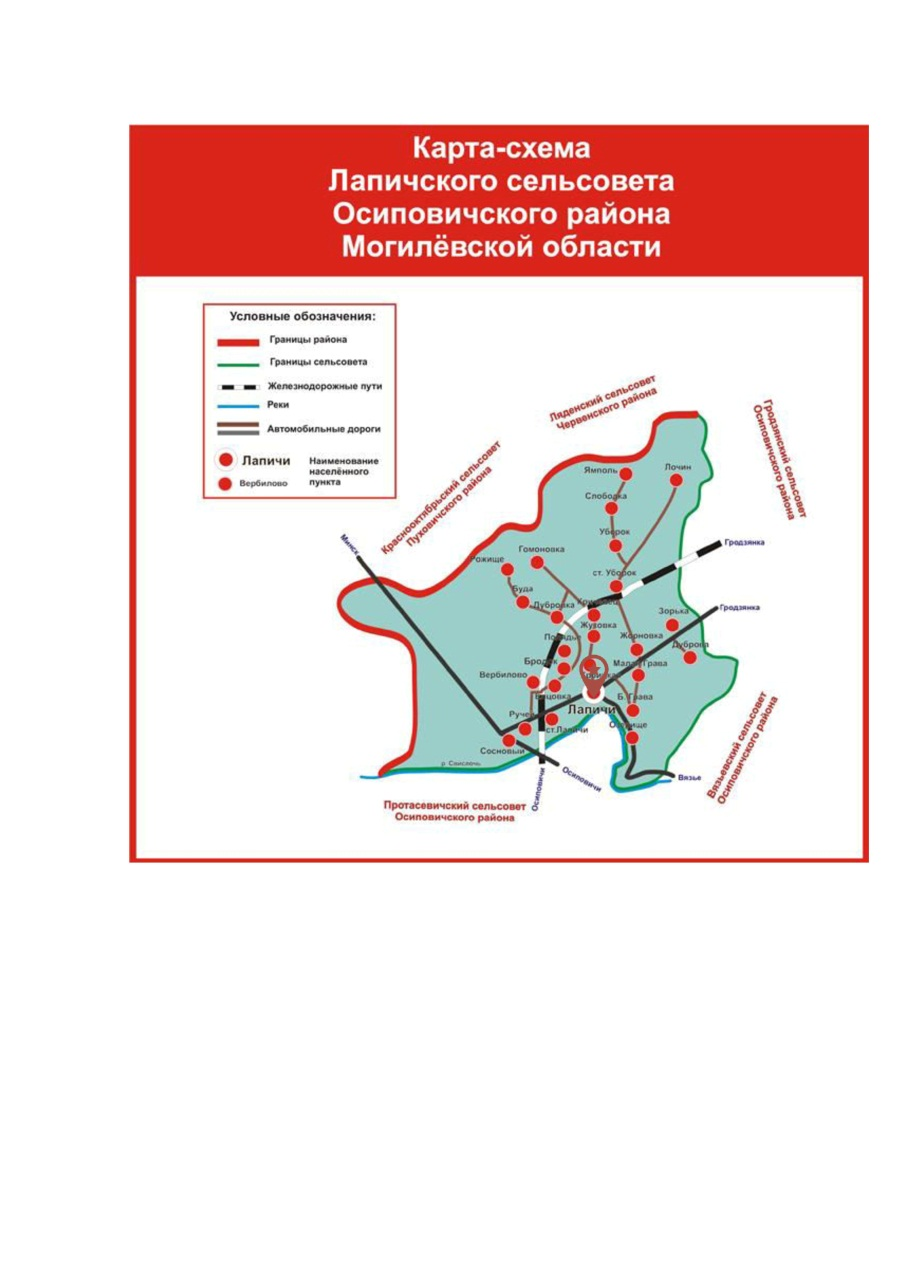 Карта-схема
Лапичского сельсовета
Осиповичского района
Могилёвской области
Условные обозначения:
Границы района
Границы сельсовета
Железнодорожные пути
Реки
Автомобильные дороги
Лапичи
Вербилово
Наименование
населённого
пункта
Ляденский сельсовет
Червенского района
Гродзянский сельсовет
Осиповичского района
Краснооктябрьский сельсовет
Пуховичского района
Минск
Ямполь
Лочин
Слободка
Уборок
Гродзянка
Гомоновка
Рожище
ст. Уборок
Буда
Дубровка
Зорька
Гродзянка
Жуковка
Жорновка
Дуброва
Бродок
Малая Грава
Вербилово
Б. Грава
Лапичи
Ручей
ст.Лапичи
Сосновый
р Свислочь
Осиповичи
Осиповичи
Вязье
Вязьевский сельсовет
Осиповичского района
Протасевичский сельсовет
Осиповичского района